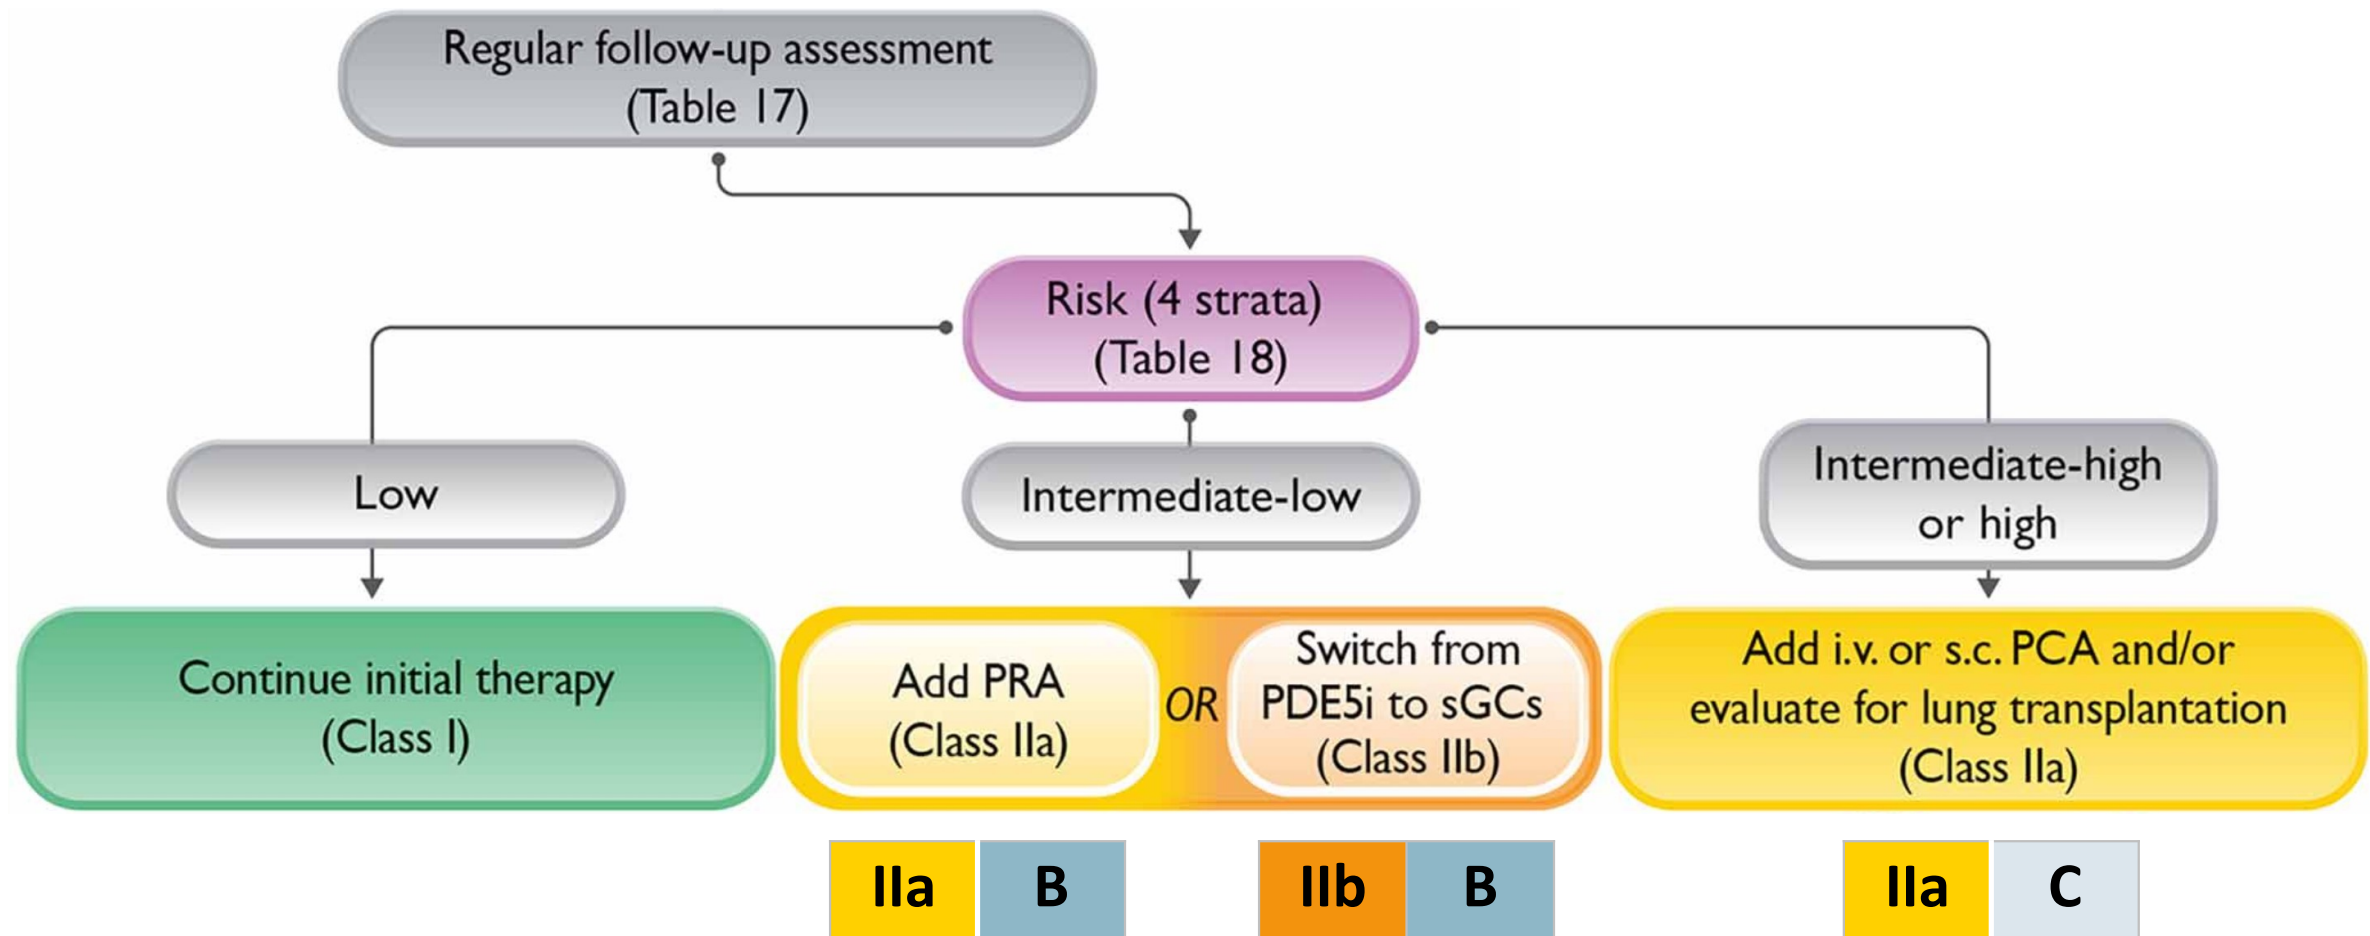 Regular follow-up assessment
(Table 17)
Risk (4 strata)
(Table 18)
Low
Intermediate-low
Intermediate-high
or high
Continue initial therapy
(Class I)
Add PRA
(Class IIa)
OR
Switch from
PDE5i to sGCs
(Class IIb)
Add i.v. or s.c. PCA and/or
evaluate for lung transplantation
(Class IIa)
IIa B
IIb B
IIa C